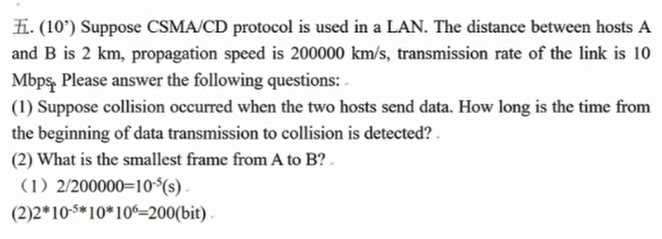 五. (10’) Suppose CSMA/CD protocol is used in a LAN. The distance between hosts A
and B is 2 km, propagation speed is 200000 km/s, transmission rate of the link is 10
Mbps. Please answer the following questions:
(1) Suppose collision occurred when the two hosts send data. How long is the time from
the beginning of data transmission to collision is detected?
(2) What is the smallest frame from A to B?
（1）2/200000=10⁻⁵(s)
(2)2*10⁻⁵*10*10⁶=200(bit)